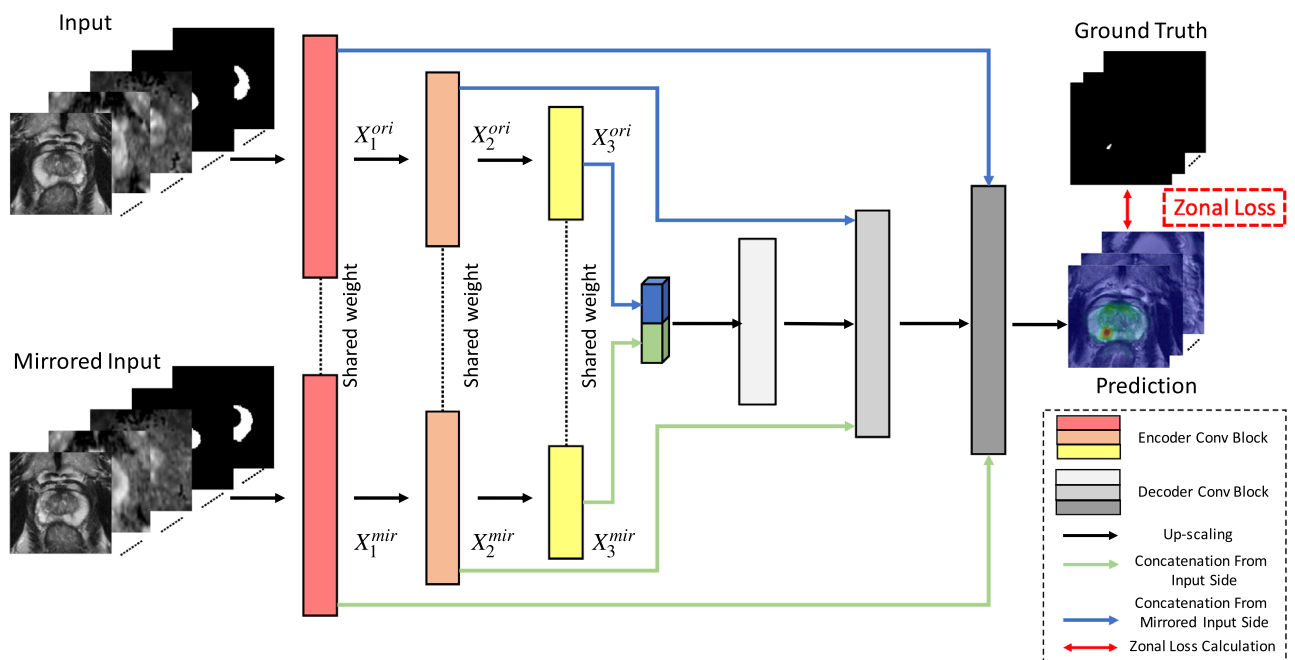 Input
Ground Truth
X_1^{ori}
X_2^{ori}
X_3^{ori}
Zonal Loss
Shared weight
Shared weight
Shared weight
Mirrored Input
Prediction
X_1^{mir}
X_2^{mir}
X_3^{mir}
Encoder Conv Block
Decoder Conv Block
Up-scaling
Concatenation From
Input Side
Concatenation From
Mirrored Input Side
Zonal Loss Calculation